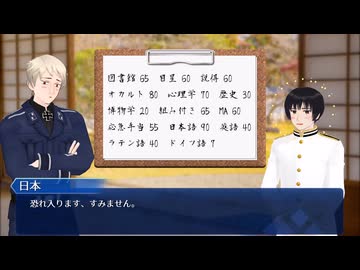 図書館 65 目星 60 説得 60
オカルト 80 心理学 70 歴史 30
博物学 20 組み付き 65 MA 60
応急手当 55 日本語 90 英語 40
ラテン語 40 ドイツ語 7
日本
恐れ入ります、すみません。